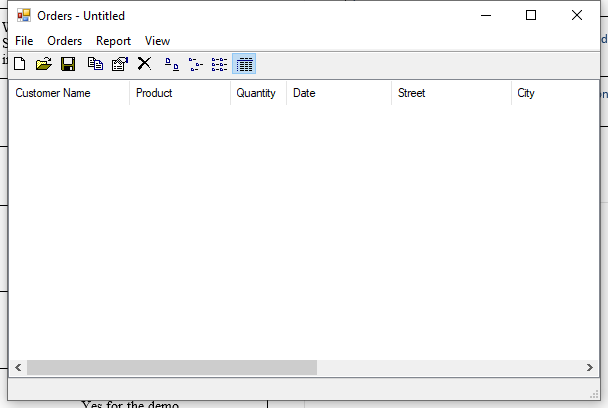 Orders - Untitled
File Orders Report View
Customer Name Product Quantity Date Street City
Yes for the demo